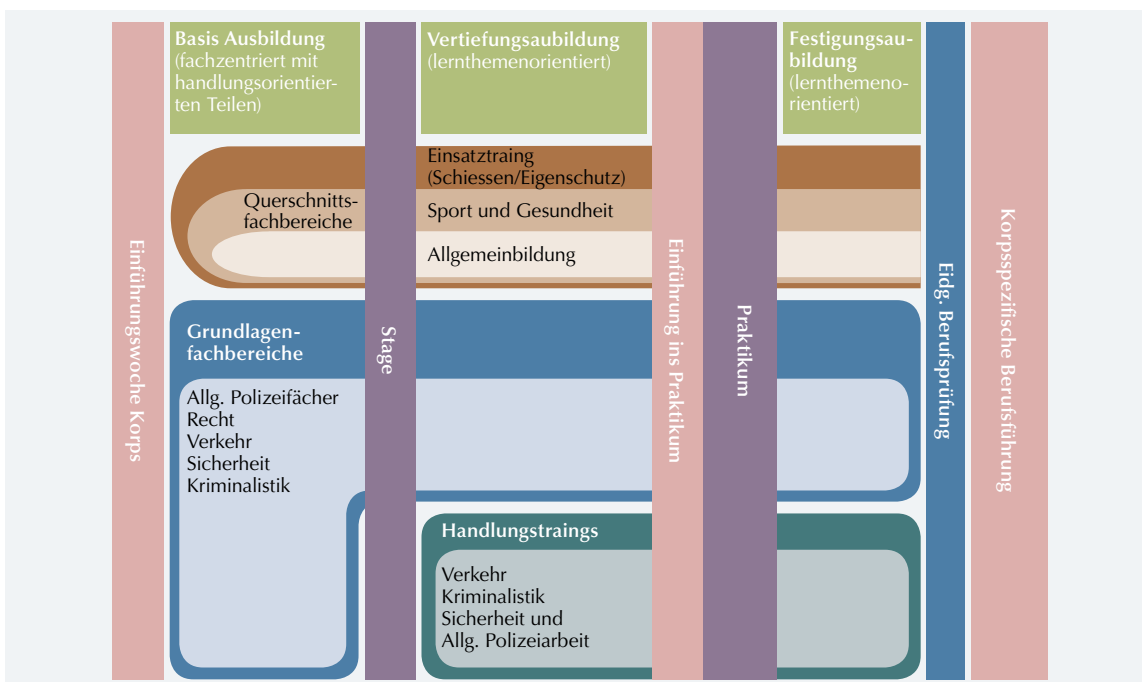 Basis Ausbildung
(fachzentriert mit
handlungsorientier-
ten Teilen)
Vertiefungsaubildung
(lernthemenorientiert)
Festigungsau-
bildung
(lernthemeno-
rientiert)
Einsatztraing
(Schiessen/Eigenschutz)
Querschnitts-
fachbereiche
Sport und Gesundheit
Allgemeinbildung
Einführungswoche Korps
Grundlagen-
fachbereiche
Allg. Polizeifächer
Recht
Verkehr
Sicherheit
Kriminalistik
Stage
Handlungstraings
Verkehr
Kriminalistik
Sicherheit und
Allg. Polizeiarbeit
Einführung ins Praktikum
Praktikum
Eidg. Berufsprüfung
Korpsspezifische Berufsführung